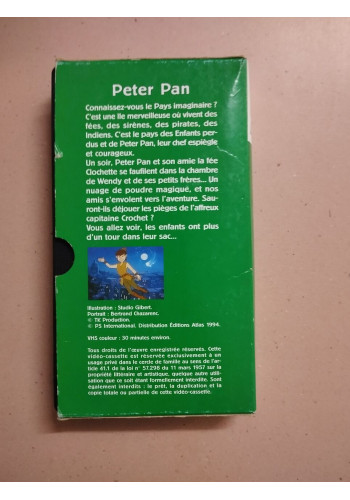 Peter Pan
Connaissez-vous le Pays imaginaire ?
C'est une île merveilleuse où vivent des
fées, des sirènes, des pirates, des
Indiens. C'est le pays des Enfants per-
dus et de Peter Pan, leur chef espiègle
et courageux.
Un soir, Peter Pan et son amie la fée
Clochette se faufilent dans la chambre
de Wendy et de ses petits frères... Un
nuage de poudre magique, et nos
amis s'envolent vers l'aventure. Sau-
ront-ils déjouer les pièges de l'affreux
capitaine Crochet ?
Vous allez voir, les enfants ont plus
d'un tour dans leur sac...
Illustration : Studio Gibert.
Portrait : Bertrand Chazarnec.
© TK Production.
© PS International. Distribution Éditions Atlas 1994.
VHS couleur : 30 minutes environ.
Tous droits de l'œuvre enregistrée réservés. Cette
vidéo-cassette est réservée exclusivement à un
usage privé dans le cercle de famille au sens de l'ar-
ticle 41.1 de la loi n° 57.298 du 11 mars 1957 sur la
propriété littéraire et artistique, quelque autre utili-
sation que ce soit étant formellement interdite. Sont
également interdits : le prêt, la duplication et la
copie totale ou partielle de cette vidéo-cassette.